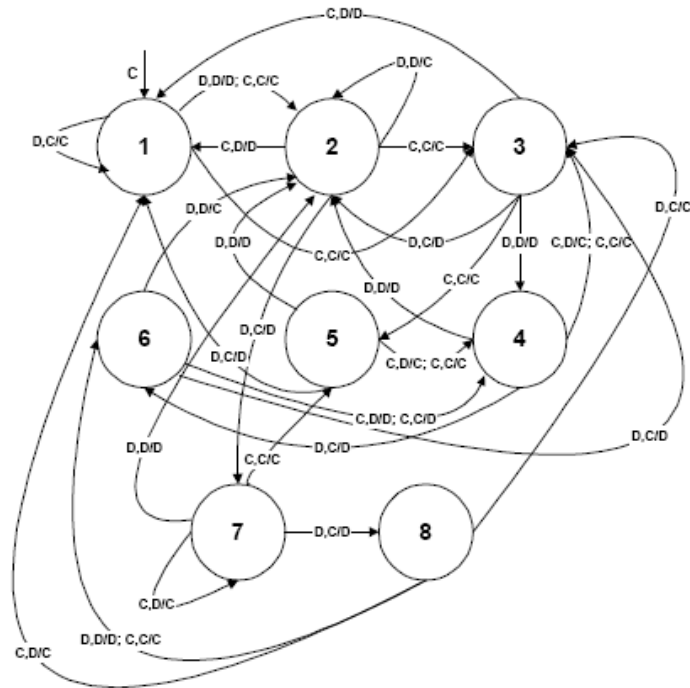 C,D/D
C
D,D/D; C,C/C
D,D/C
D,C/C
1
C,D/D
2
C,C/C
3
D,C/C
D,D/C
D,D/D
C,C/C
D,C/D
D,D/D
C,D/C; C,C/C
C,C/C
D,D/D
6
D,C/D
5
4
D,C/D
C,D/C; C,C/C
C,D/D; C,C/D
D,C/D
D,C/D
D,D/D
C,C/C
7
D,C/D
8
C,D/C
D,D/D; C,C/C
C,D/C